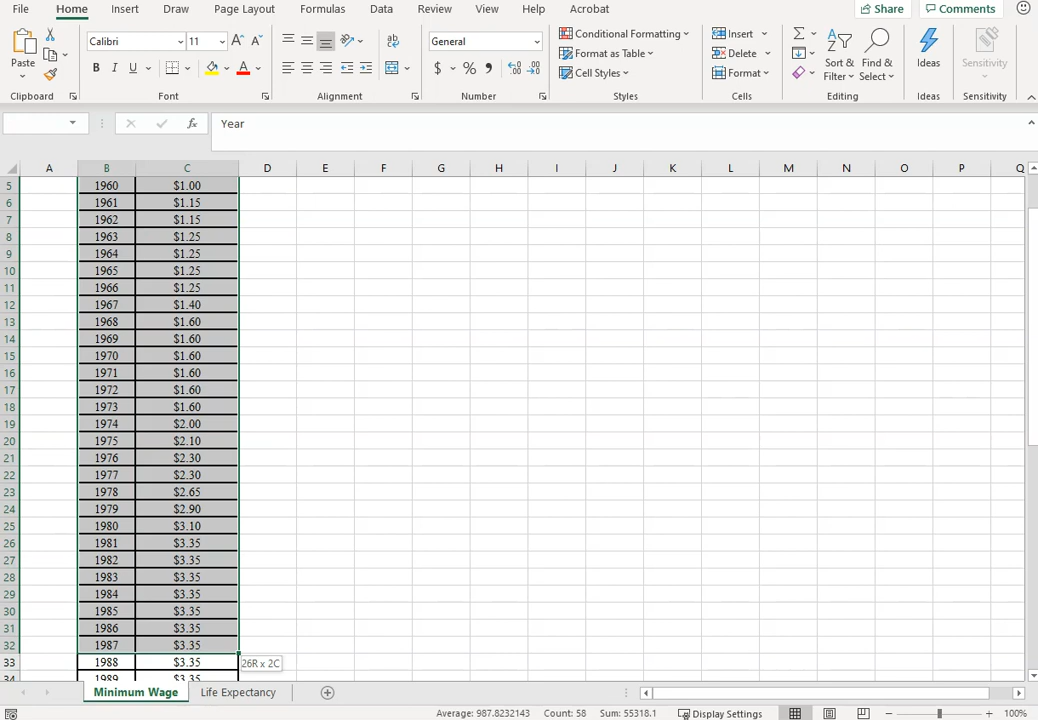 File Home Insert Draw Page Layout Formulas Data Review View Help Acrobat Share Comments
Paste Calibri 11 A A B I U A General $ % 9 Conditional Formatting Format as Table Cell Styles Insert Delete Format Sort & Filter Find & Select Ideas Sensitivity
Clipboard Font Alignment Number Styles Cells Editing Ideas Sensitivity
fx Year
A B C D E F G H I J K L M N O P Q
5 1960 $1.00
6 1961 $1.15
7 1962 $1.15
8 1963 $1.25
9 1964 $1.25
10 1965 $1.25
11 1966 $1.25
12 1967 $1.40
13 1968 $1.60
14 1969 $1.60
15 1970 $1.60
16 1971 $1.60
17 1972 $1.60
18 1973 $1.60
19 1974 $2.00
20 1975 $2.10
21 1976 $2.30
22 1977 $2.30
23 1978 $2.65
24 1979 $2.90
25 1980 $3.10
26 1981 $3.35
27 1982 $3.35
28 1983 $3.35
29 1984 $3.35
30 1985 $3.35
31 1986 $3.35
32 1987 $3.35
33 1988 $3.35 26R x 2C
34 1989 $3.35
Minimum Wage Life Expectancy
Average: 987.8232143 Count: 58 Sum: 55318.1 Display Settings 100%